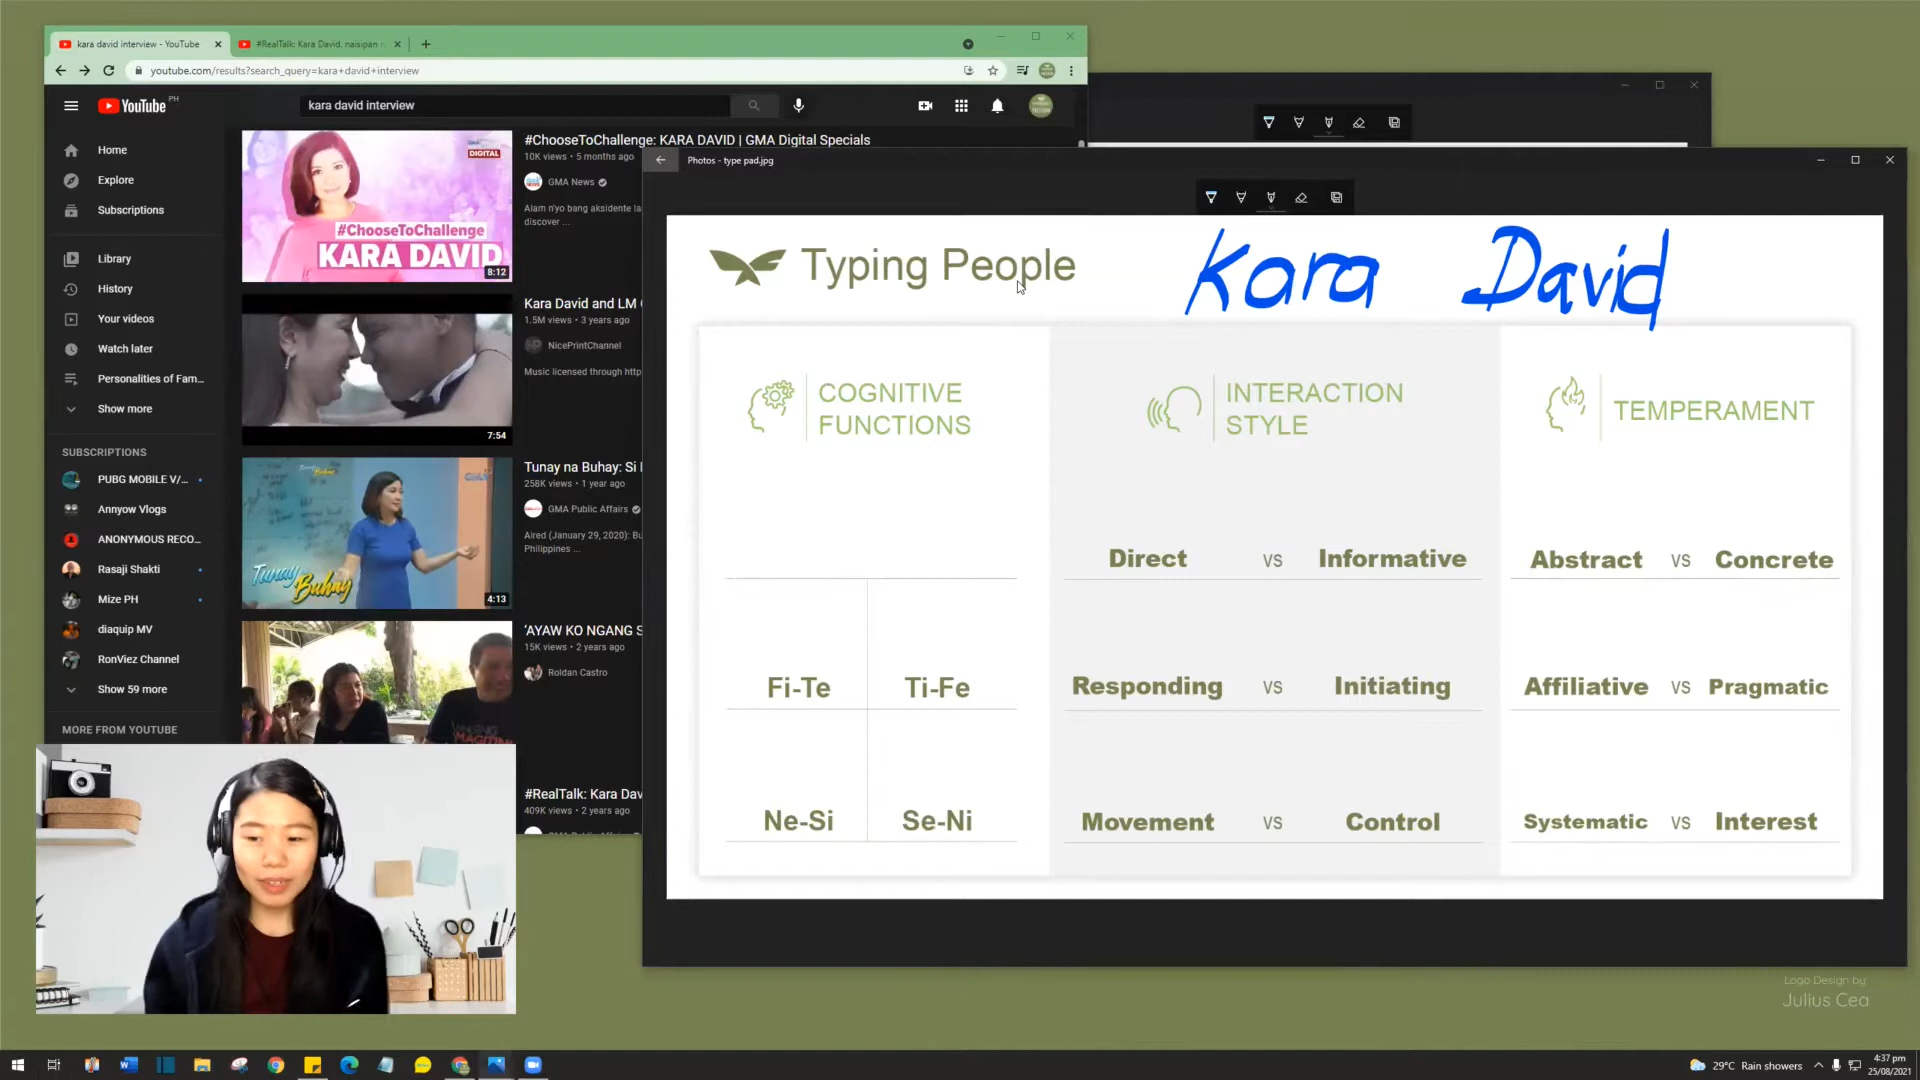 kara david interview - YouTube
#RealTalk: Kara David, naisipan
youtube.com/results?search_query=kara+david+interview
YouTube PH
kara david interview
Home
Explore
Subscriptions
Library
History
Your videos
Watch later
Personalities of Fam...
Show more
SUBSCRIPTIONS
PUBG MOBILE V/...
Annyow Vlogs
ANONYMOUS RECO...
Rasaji Shakti
Mize PH
diaquip MV
RonViez Channel
Show 59 more
MORE FROM YOUTUBE
DIGITAL
#ChooseToChallenge
KARA DAVID
8:12
#ChooseToChallenge: KARA DAVID | GMA Digital Specials
10K views • 5 months ago
GMA News
Alam n'yo bang aksidente la
discover ...
7:54
Kara David and LM
1.5M views • 3 years ago
NicePrintChannel
Music licensed through http
Tunay na Buhay
4:13
Tunay na Buhay: Si
258K views • 1 year ago
GMA Public Affairs
Aired (January 29, 2020): Bu
Philippines ...
'AYAW KO NGANG S
15K views • 2 years ago
Roldan Castro
#RealTalk: Kara Dav
409K views • 2 years ago
Photos - type pad.jpg
Typing People
Kara David
COGNITIVE
FUNCTIONS
INTERACTION
STYLE
TEMPERAMENT
Direct vs Informative
Abstract vs Concrete
Fi-Te Ti-Fe
Responding vs Initiating
Affiliative vs Pragmatic
Ne-Si Se-Ni
Movement vs Control
Systematic vs Interest
Logo Design by:
Julius Cea
29°C Rain showers
4:37 pm
25/08/2021